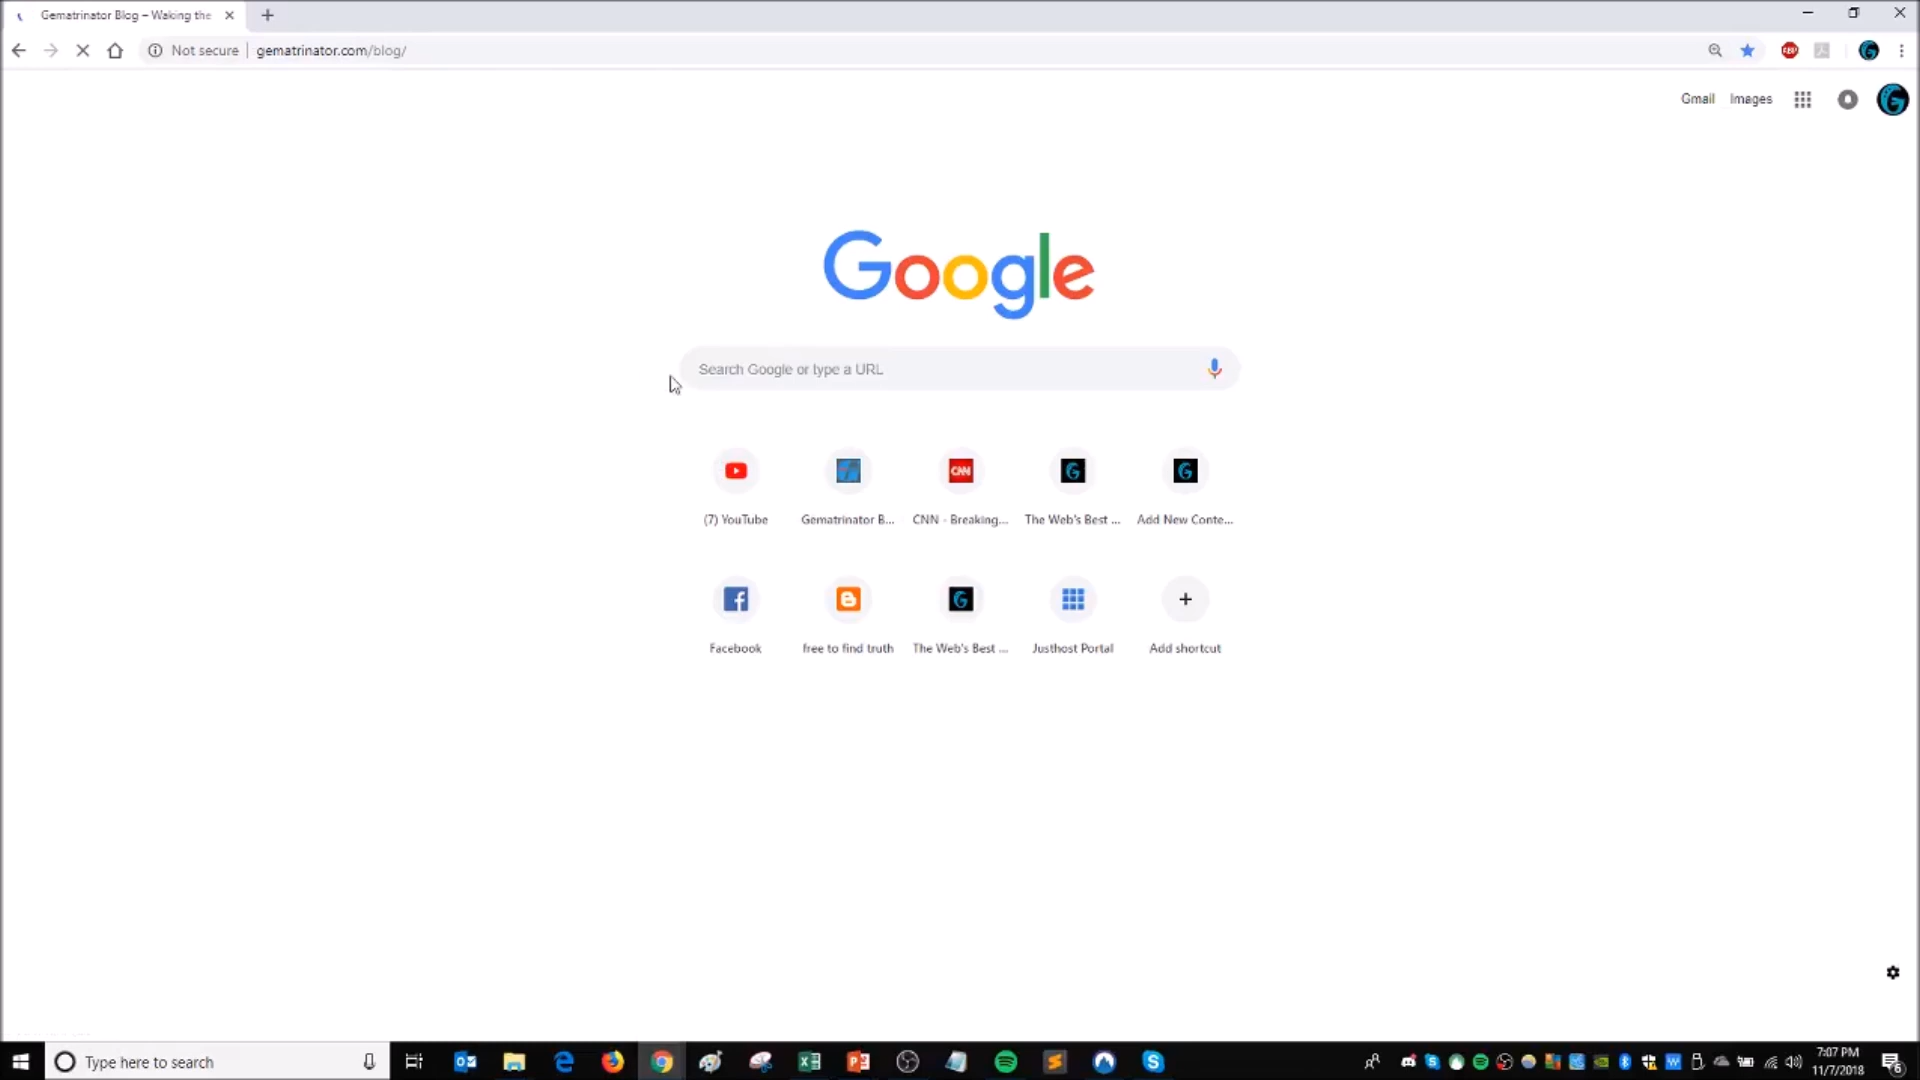 Gematrinator Blog – Waking the
Not secure
gematrinator.com/blog/
ABP
Gmail
Images
Google
Search Google or type a URL
(7) YouTube
Gematrinator B...
CNN - Breaking...
The Web's Best ...
Add New Conte...
Facebook
free to find truth
The Web's Best ...
Justhost Portal
Add shortcut
Type here to search
7:07 PM
11/7/2018
6